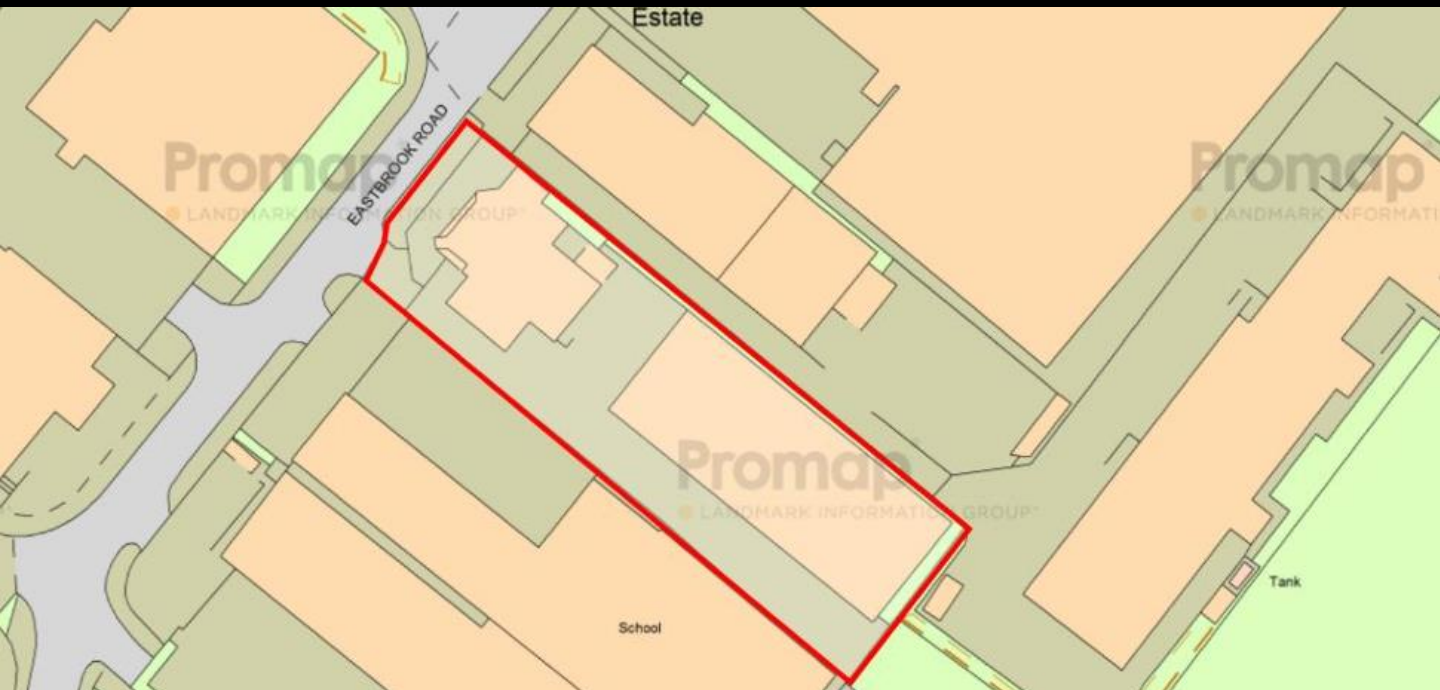 Estate
EASTBROOK ROAD
Promap
LANDMARK INFORMATION GROUP
Promap
LANDMARK INFORMATI
Promap
LANDMARK INFORMATION GROUP
Tank
School